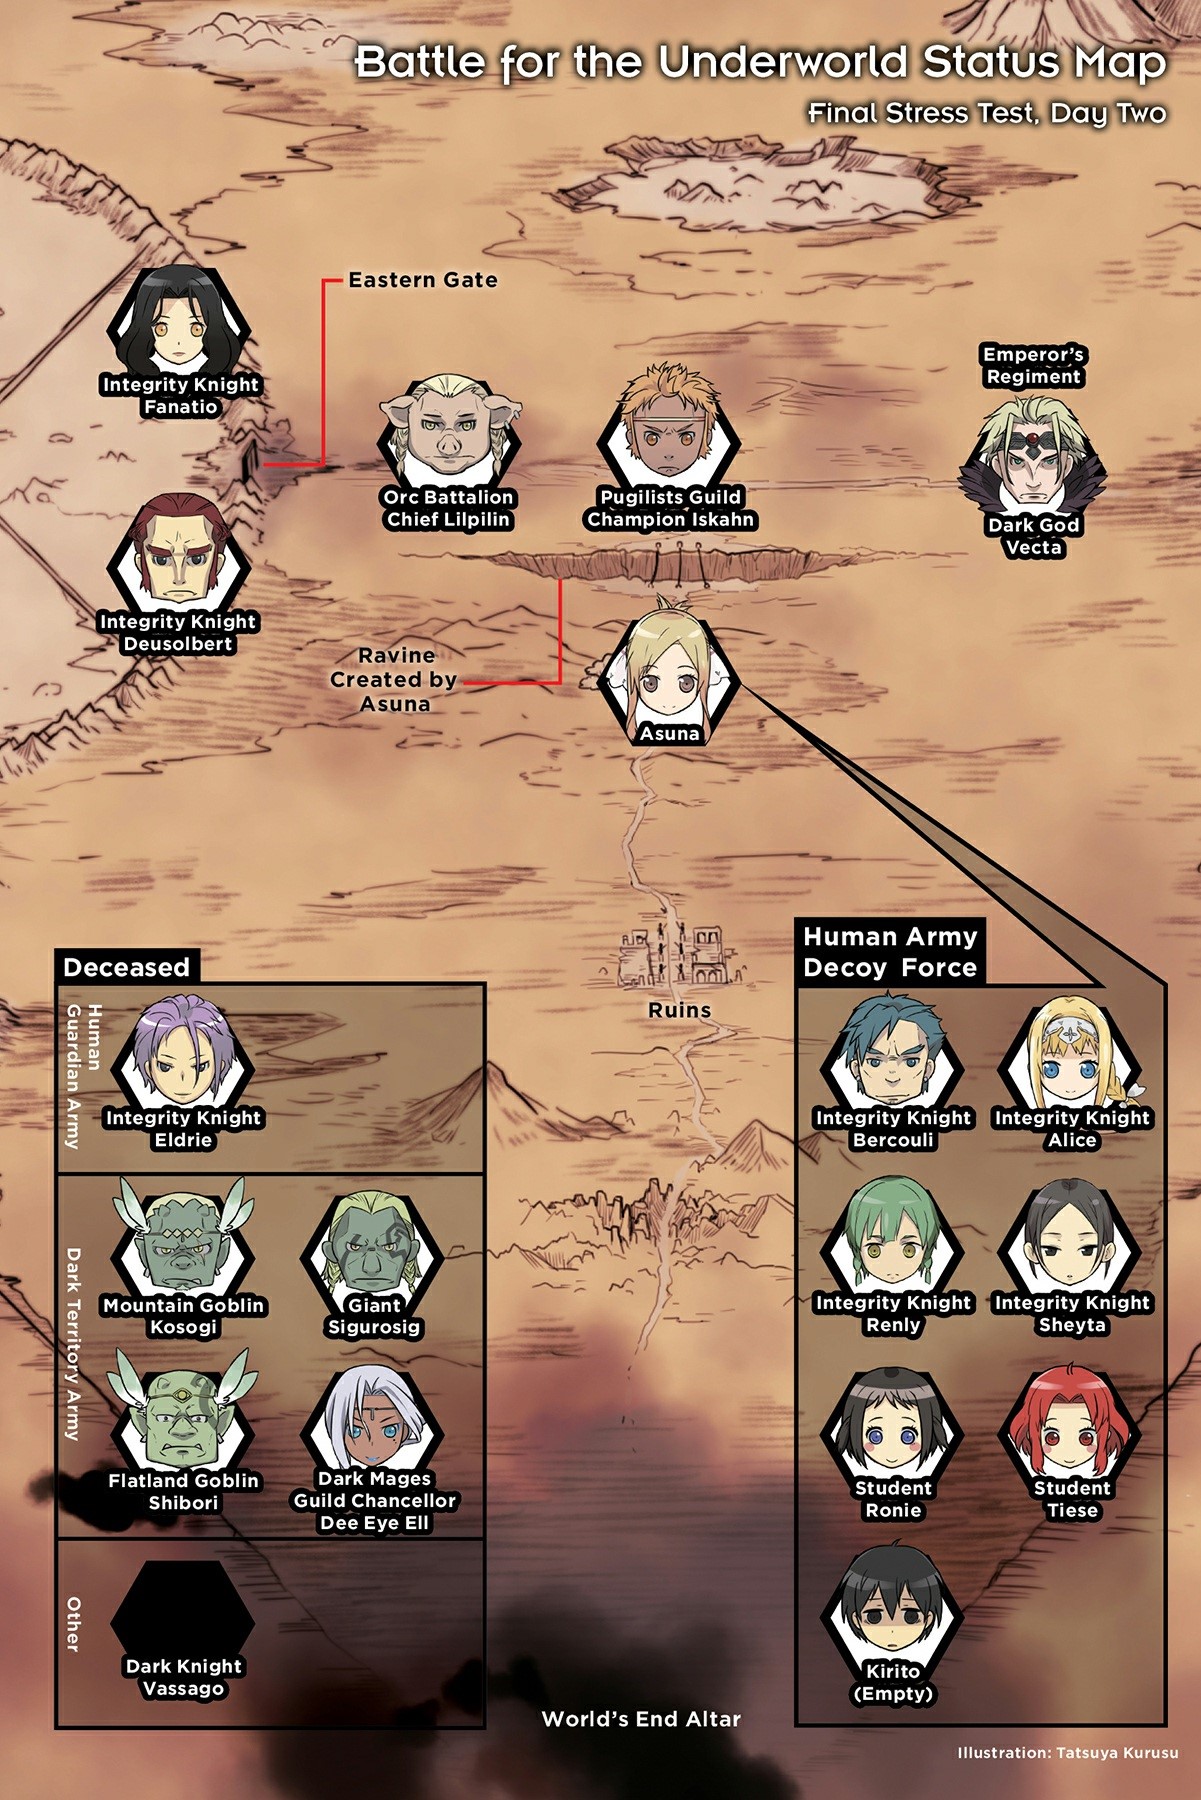 Battle for the Underworld Status Map
Final Stress Test, Day Two
Eastern Gate
Integrity Knight
Fanatio
Emperor's
Regiment
Orc Battalion
Chief Lilpilin
Pugilists Guild
Champion Iskahn
Dark God
Vecta
Integrity Knight
Deusolbert
Ravine
Created by
Asuna
Asuna
Ruins
Deceased
Human
Guardian Army
Integrity Knight
Eldrie
Dark Territory Army
Mountain Goblin
Kosogi
Giant
Sigurosig
Flatland Goblin
Shibori
Dark Mages
Guild Chancellor
Dee Eye Ell
Other
Dark Knight
Vassago
Human Army
Decoy Force
Integrity Knight
Bercouli
Integrity Knight
Alice
Integrity Knight
Renly
Integrity Knight
Sheyta
Student
Ronie
Student
Tiese
Kirito
(Empty)
World's End Altar
Illustration: Tatsuya Kurusu